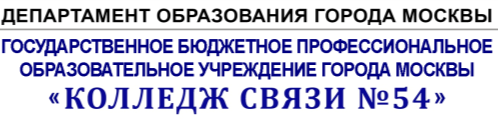 ДЕПАРТАМЕНТ ОБРАЗОВАНИЯ ГОРОДА МОСКВЫ
ГОСУДАРСТВЕННОЕ БЮДЖЕТНОЕ ПРОФЕССИОНАЛЬНОЕ
ОБРАЗОВАТЕЛЬНОЕ УЧРЕЖДЕНИЕ ГОРОДА МОСКВЫ
«КОЛЛЕДЖ СВЯЗИ №54»